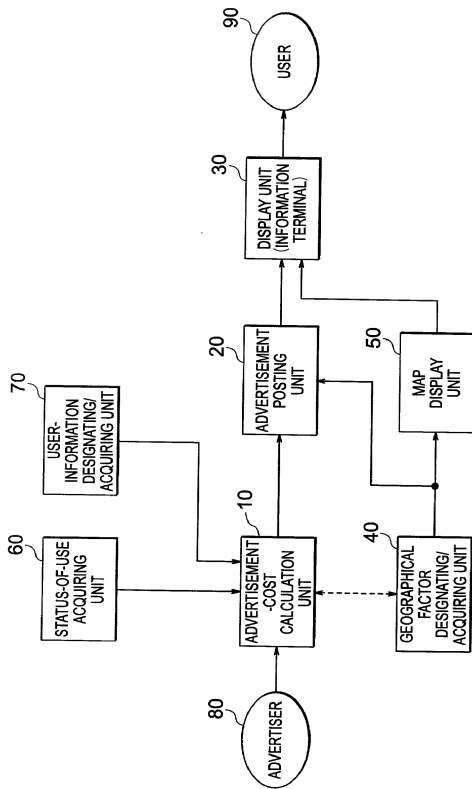 60
STATUS-OF-USE
ACQUIRING
UNIT
70
USER-
INFORMATION
DESIGNATING/
ACQUIRING UNIT
80
ADVERTISER
10
ADVERTISEMENT
-COST
CALCULATION
UNIT
20
ADVERTISEMENT
POSTING
UNIT
30
DISPLAY UNIT
(INFORMATION
TERMINAL)
90
USER
40
GEOGRAPHICAL
FACTOR
DESIGNATING/
ACQUIRING UNIT
50
MAP
DISPLAY
UNIT